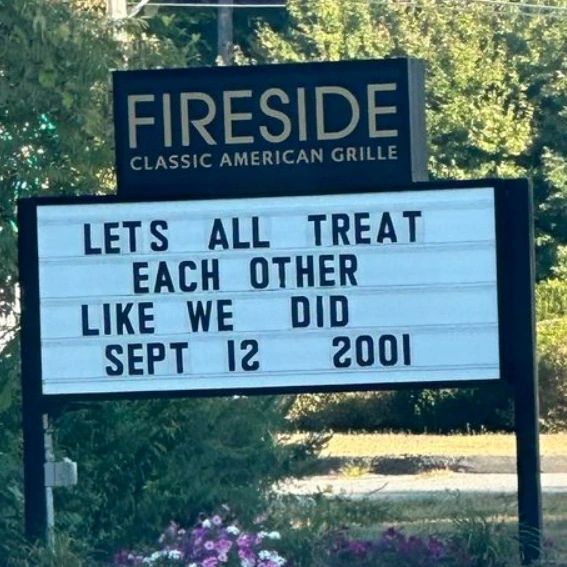 FIRESIDE
CLASSIC AMERICAN GRILLE
LETS ALL TREAT
EACH OTHER
LIKE WE DID
SEPT 12 2001